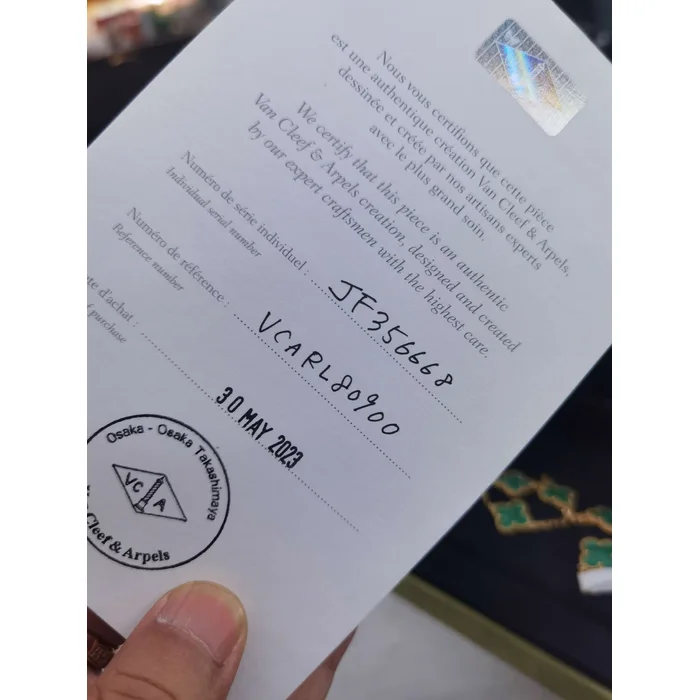 Nous vous certifions que cette pièce
est une authentique création Van Cleef & Arpels,
dessinée et créée par nos artisans experts
avec le plus grand soin.
We certify that this piece is an authentic
Van Cleef & Arpels creation, designed and created
by our expert craftsmen with the highest care.
Numéro de série individuel : JF356668
Individual serial number
Numéro de référence : VCARL80900
Reference number
d'achat : 30 MAY 2023
purchase
Osaka - Osaka Takashimaya
VC A
Cleef & Arpels